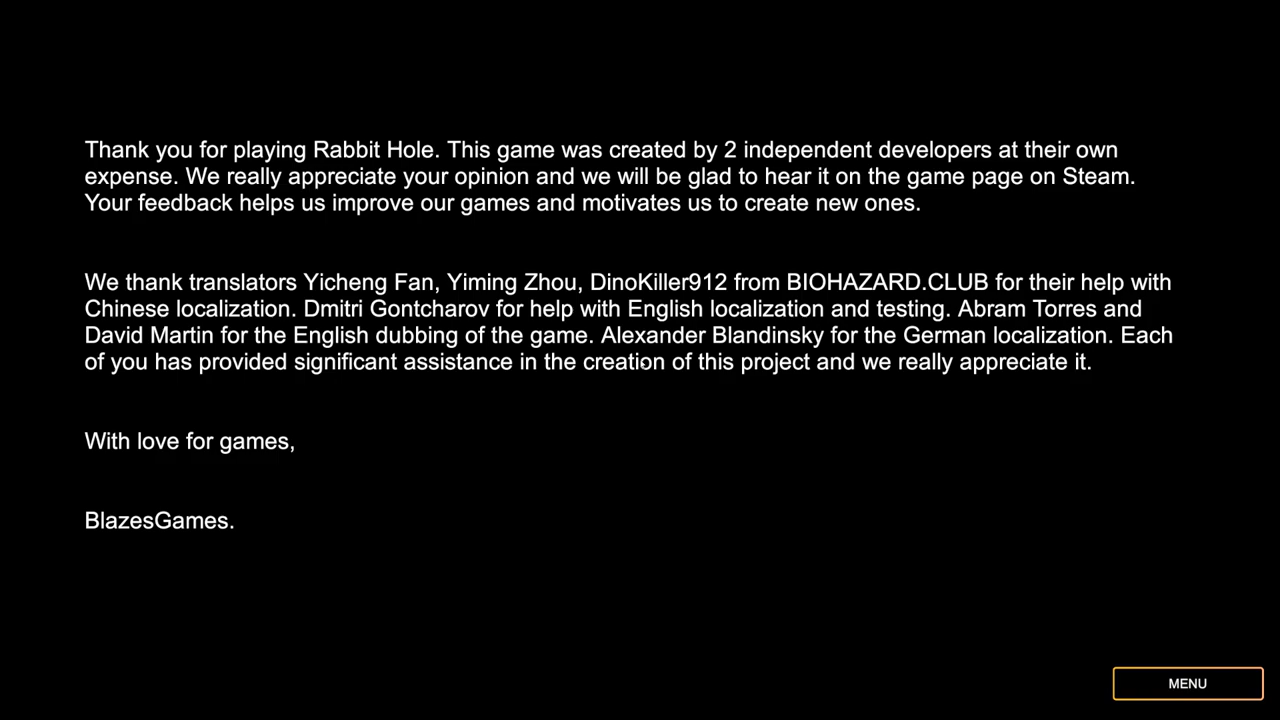 Thank you for playing Rabbit Hole. This game was created by 2 independent developers at their own
expense. We really appreciate your opinion and we will be glad to hear it on the game page on Steam.
Your feedback helps us improve our games and motivates us to create new ones.
We thank translators Yicheng Fan, Yiming Zhou, DinoKiller912 from BIOHAZARD.CLUB for their help with
Chinese localization. Dmitri Gontcharov for help with English localization and testing. Abram Torres and
David Martin for the English dubbing of the game. Alexander Blandinsky for the German localization. Each
of you has provided significant assistance in the creation of this project and we really appreciate it.
With love for games,
BlazesGames.
MENU